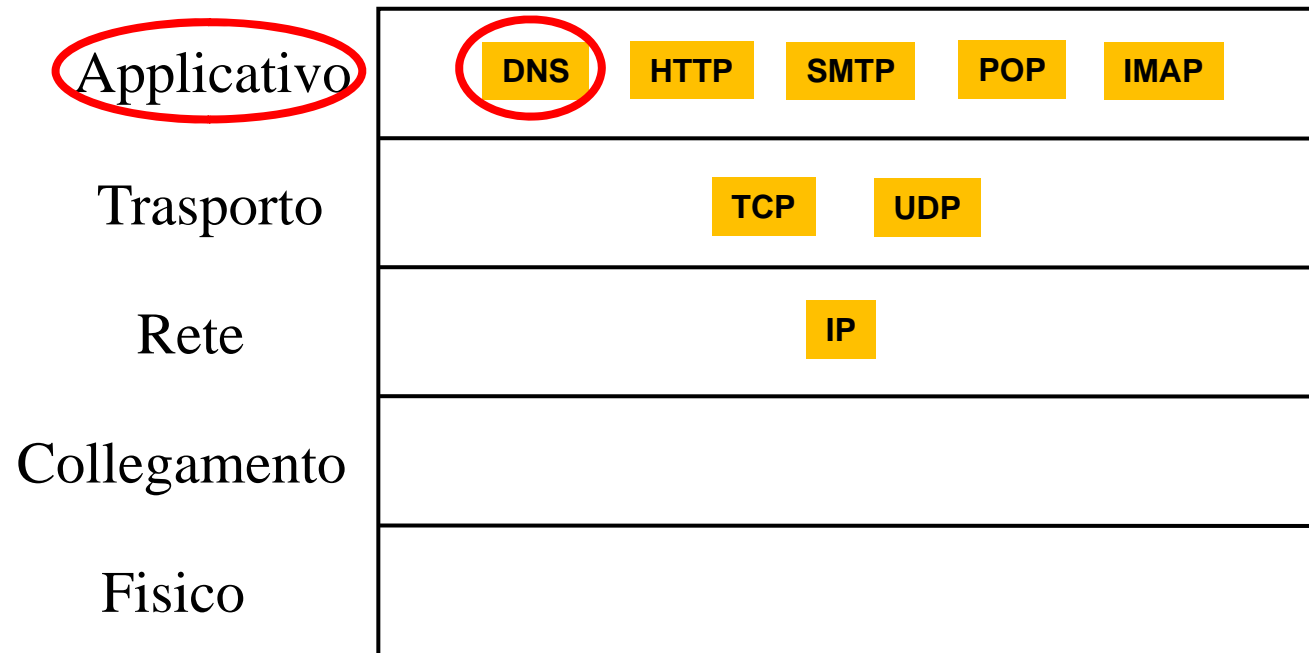 Applicativo DNS HTTP SMTP POP IMAP
Trasporto TCP UDP
Rete IP
Collegamento
Fisico